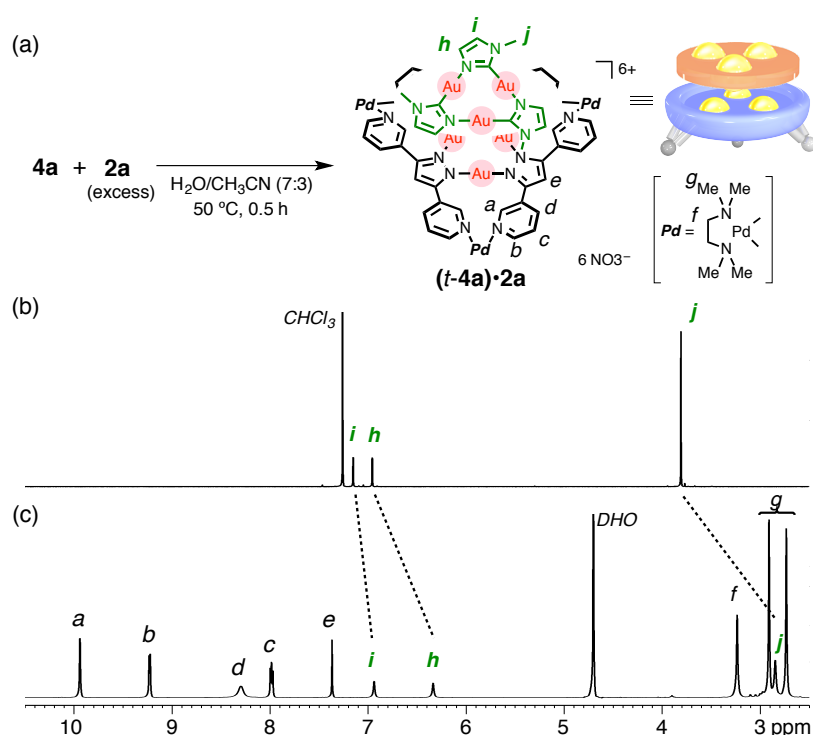 (a)
4a + 2a
(excess)
H2O/CH3CN (7:3)
50 ºC, 0.5 h
i
h
j
N
N
Au
Au
6+
Pd
Pd
N
N
Au
N
N
N
Au
Au
N
N
N
Au
N
N
e
a
d
N
N
Pd
b
c
(t-4a)•2a
6 NO3−
g
Me
Me
f
N
Pd =
Pd
N
Me
Me
(b)
CHCl3
i
h
j
(c)
a
b
d
c
e
i
h
DHO
f
g
j
10 9 8 7 6 5 4 3 ppm